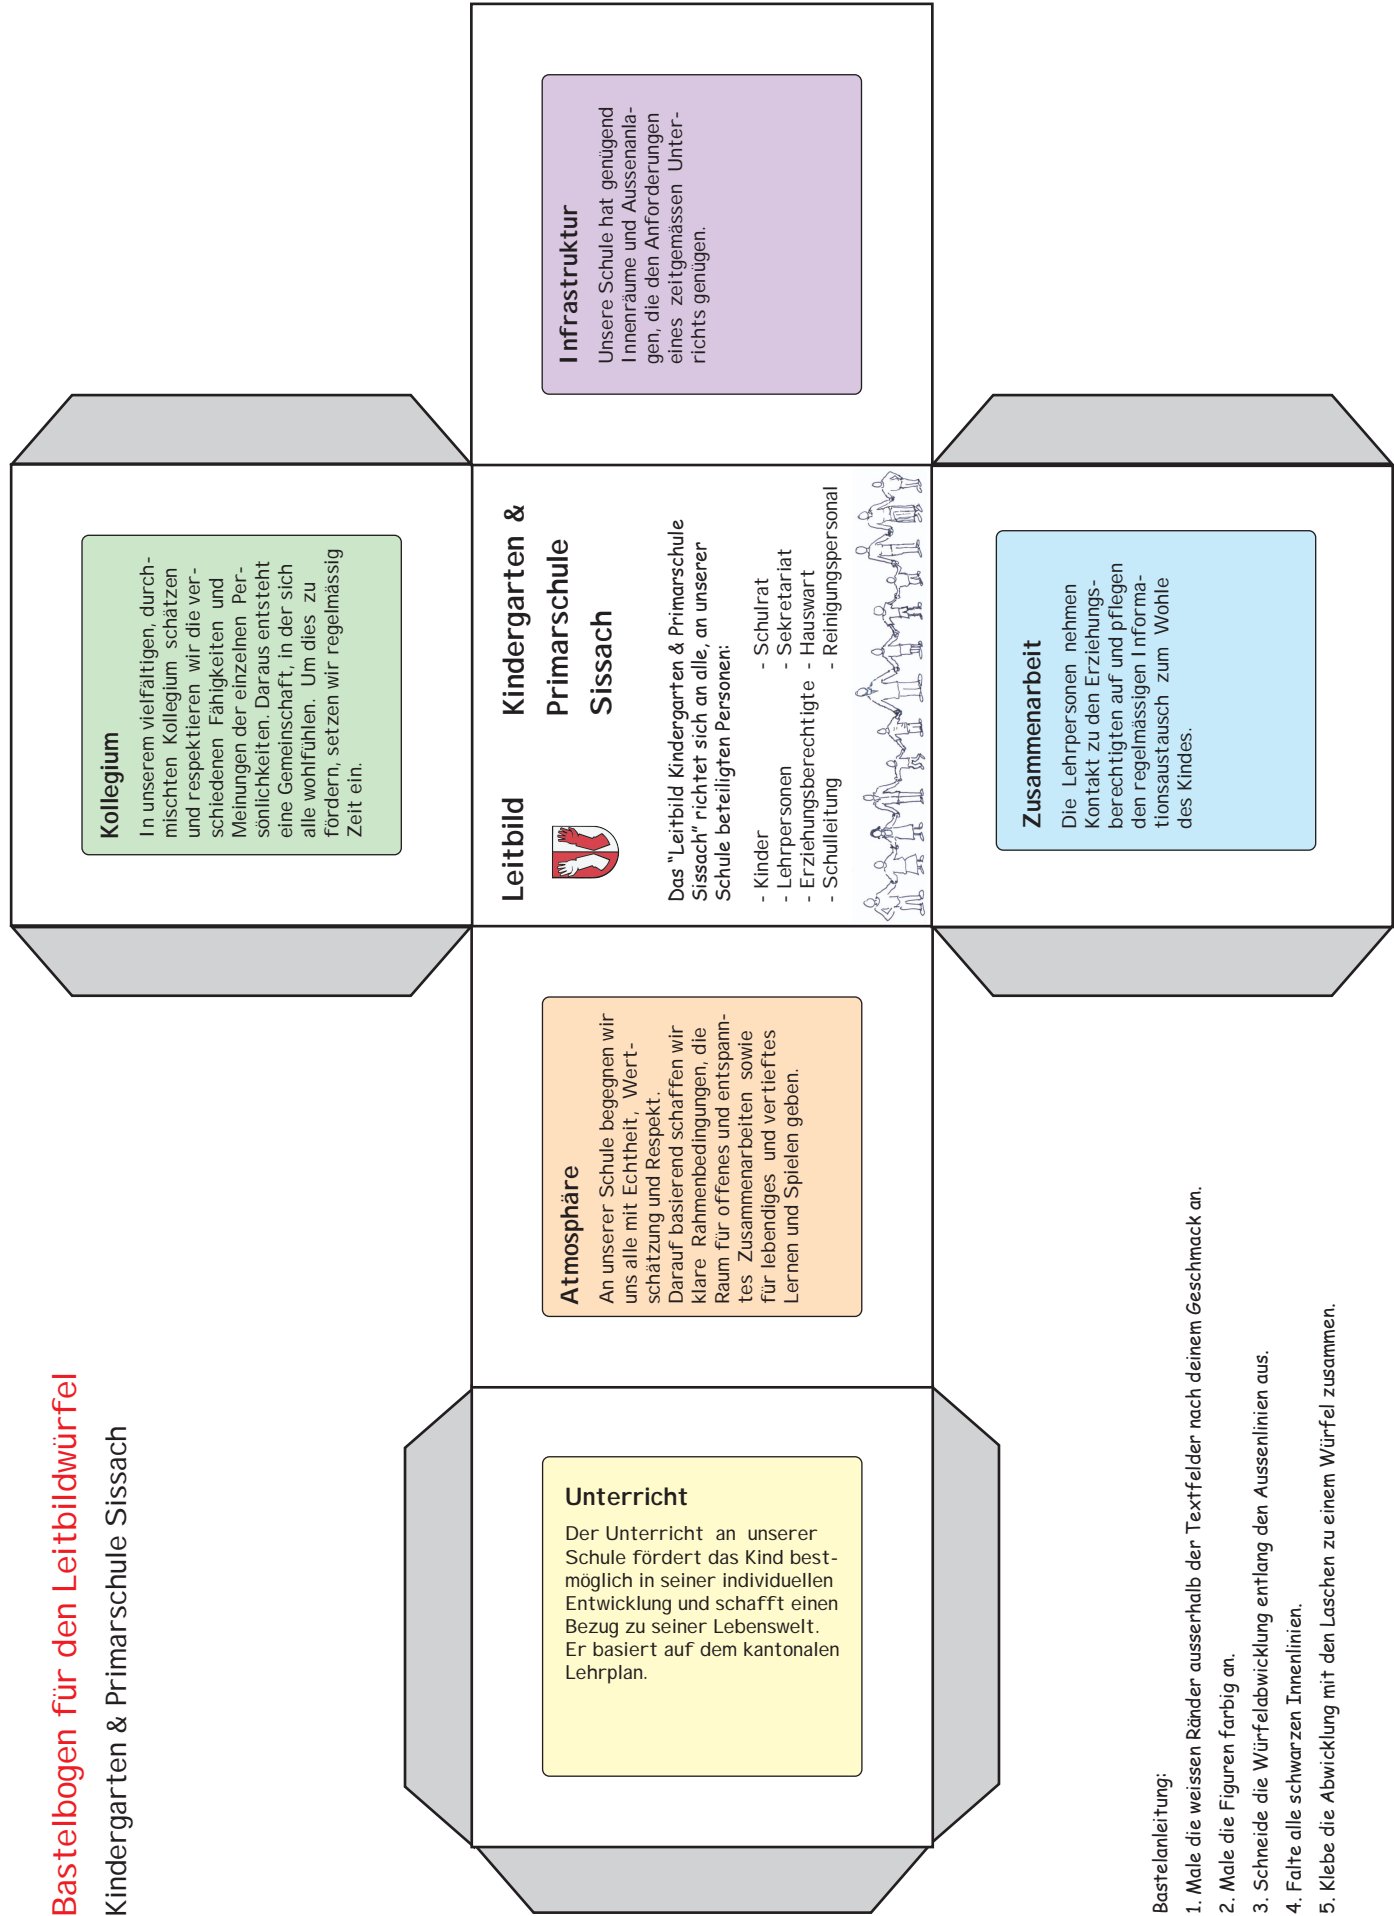 Bastelbogen für den Leitbildwürfel
Kindergarten & Primarschule Sissach
Kollegium
In unserem vielfältigen, durch-
mischten Kollegium schätzen
und respektieren wir die ver-
schiedenen Fähigkeiten und
Meinungen der einzelnen Per-
sönlichkeiten. Daraus entsteht
eine Gemeinschaft, in der sich
alle wohlfühlen. Um dies zu
fördern, setzen wir regelmässig
Zeit ein.
Unterricht
Der Unterricht an unserer
Schule fördert das Kind best-
möglich in seiner individuellen
Entwicklung und schafft einen
Bezug zu seiner Lebenswelt.
Er basiert auf dem kantonalen
Lehrplan.
Atmosphäre
An unserer Schule begegnen wir
uns alle mit Echtheit, Wert-
schätzung und Respekt.
Darauf basierend schaffen wir
klare Rahmenbedingungen, die
Raum für offenes und entspann-
tes Zusammenarbeiten sowie
für lebendiges und vertieftes
Lernen und Spielen geben.
Leitbild Kindergarten &
Primarschule
Sissach
Das "Leitbild Kindergarten & Primarschule
Sissach" richtet sich an alle, an unserer
Schule beteiligten Personen:
- Kinder - Schulrat
- Lehrpersonen - Sekretariat
- Erziehungsberechtigte - Hauswart
- Schulleitung - Reinigungspersonal
Infrastruktur
Unsere Schule hat genügend
Innenräume und Aussenanla-
gen, die den Anforderungen
eines zeitgemässen Unter-
richts genügen.
Zusammenarbeit
Die Lehrpersonen nehmen
Kontakt zu den Erziehungs-
berechtigten auf und pflegen
den regelmässigen Informa-
tionsaustausch zum Wohle
des Kindes.
Bastelanleitung:
1. Male die weissen Ränder ausserhalb der Textfelder nach deinem Geschmack an.
2. Male die Figuren farbig an.
3. Schneide die Würfelabwicklung entlang den Aussenlinien aus.
4. Falte alle schwarzen Innenlinien.
5. Klebe die Abwicklung mit den Laschen zu einem Würfel zusammen.